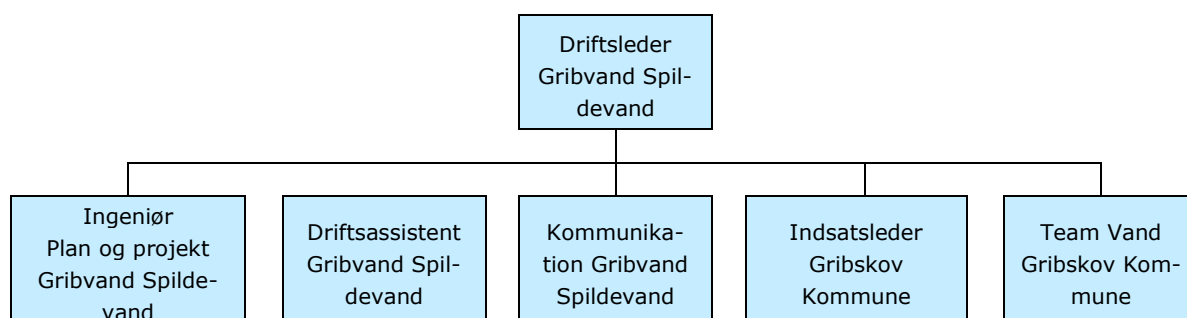 Driftsleder
Gribvand Spil-
devand
Ingeniør
Plan og projekt
Gribvand Spilde-
vand
Driftsassistent
Gribvand Spil-
devand
Kommunika-
tion Gribvand
Spildevand
Indsatsleder
Gribskov
Kommune
Team Vand
Gribskov Kom-
mune